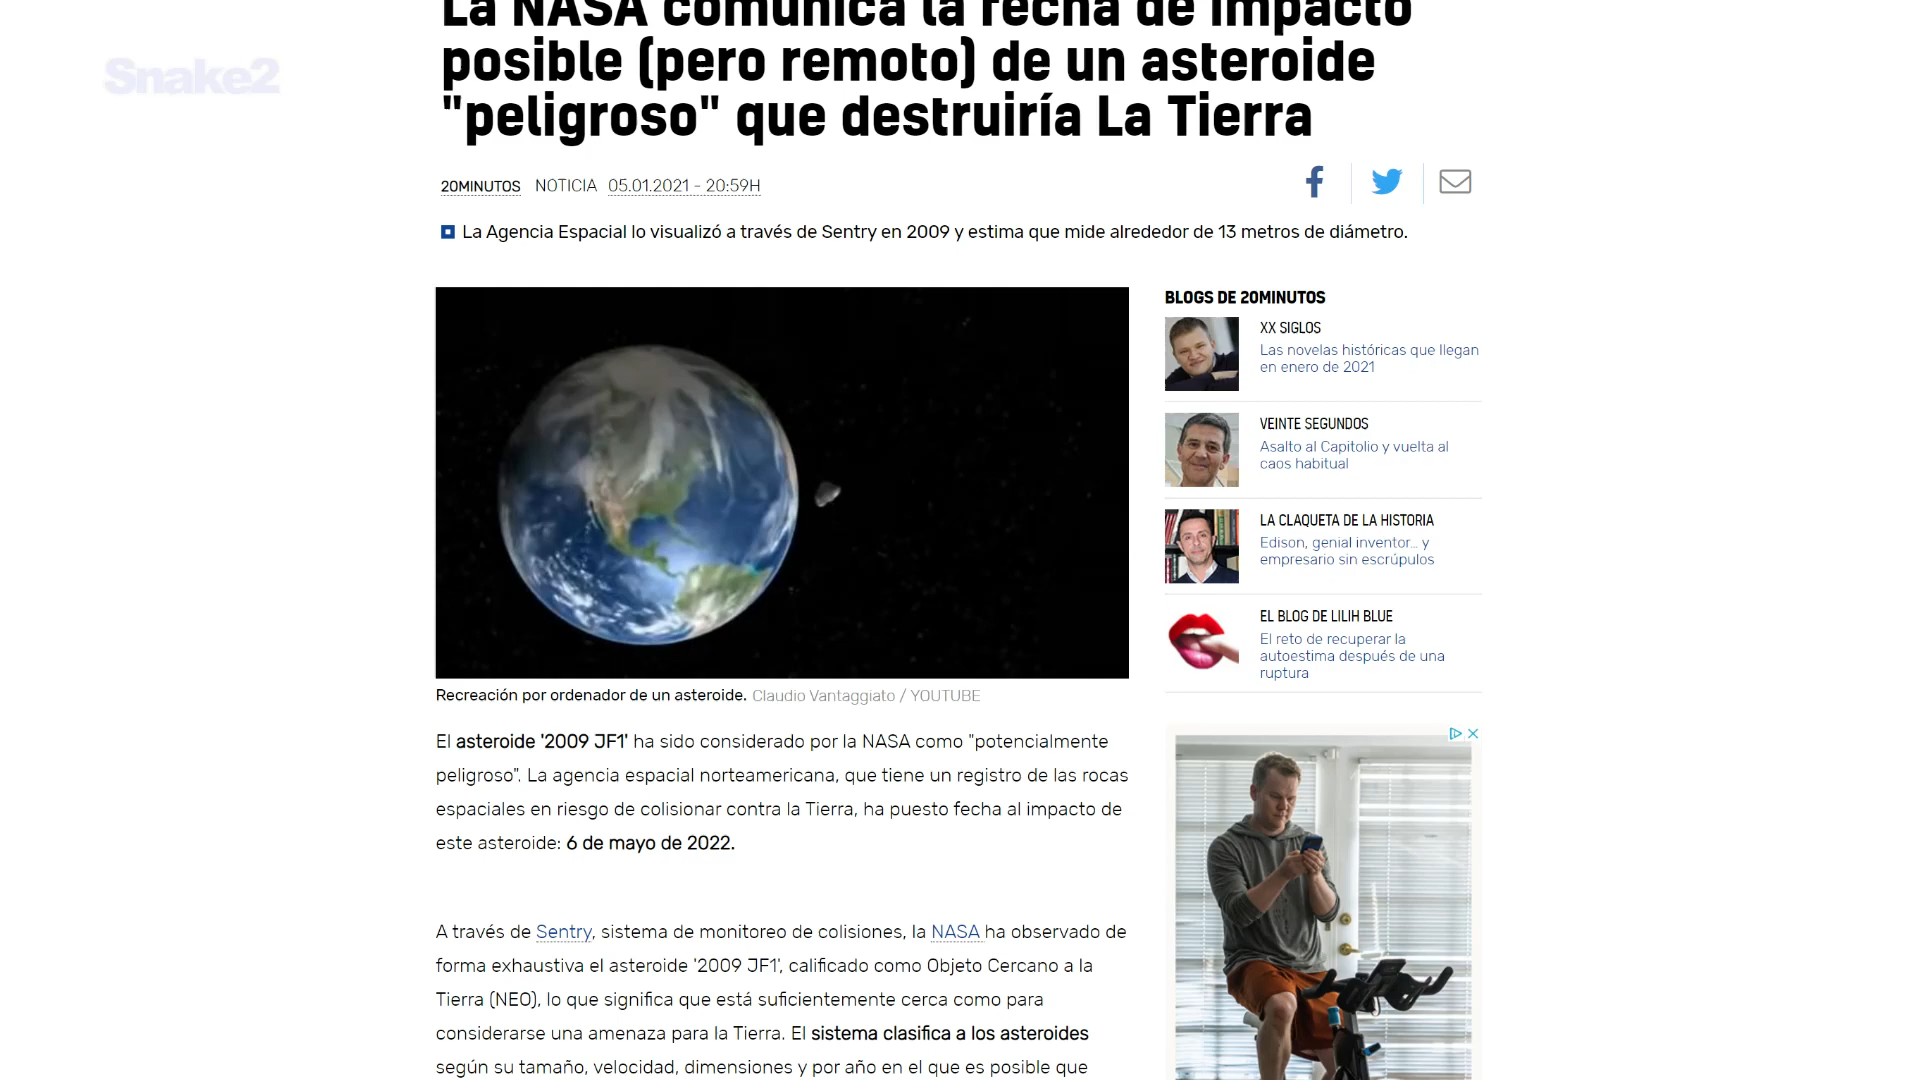 La NASA comunica la fecha de impacto
posible (pero remoto) de un asteroide
"peligroso" que destruiría La Tierra
Snake2
20MINUTOS NOTICIA 05.01.2021 - 20:59H
La Agencia Espacial lo visualizó a través de Sentry en 2009 y estima que mide alrededor de 13 metros de diámetro.
Recreación por ordenador de un asteroide. Claudio Vantaggiato / YOUTUBE
El asteroide '2009 JF1' ha sido considerado por la NASA como "potencialmente
peligroso". La agencia espacial norteamericana, que tiene un registro de las rocas
espaciales en riesgo de colisionar contra la Tierra, ha puesto fecha al impacto de
este asteroide: 6 de mayo de 2022.
A través de Sentry, sistema de monitoreo de colisiones, la NASA ha observado de
forma exhaustiva el asteroide '2009 JF1', calificado como Objeto Cercano a la
Tierra (NEO), lo que significa que está suficientemente cerca como para
considerarse una amenaza para la Tierra. El sistema clasifica a los asteroides
según su tamaño, velocidad, dimensiones y por año en el que es posible que
BLOGS DE 20MINUTOS
XX SIGLOS
Las novelas históricas que llegan
en enero de 2021
VEINTE SEGUNDOS
Asalto al Capitolio y vuelta al
caos habitual
LA CLAQUETA DE LA HISTORIA
Edison, genial inventor... y
empresario sin escrúpulos
EL BLOG DE LILIH BLUE
El reto de recuperar la
autoestima después de una
ruptura